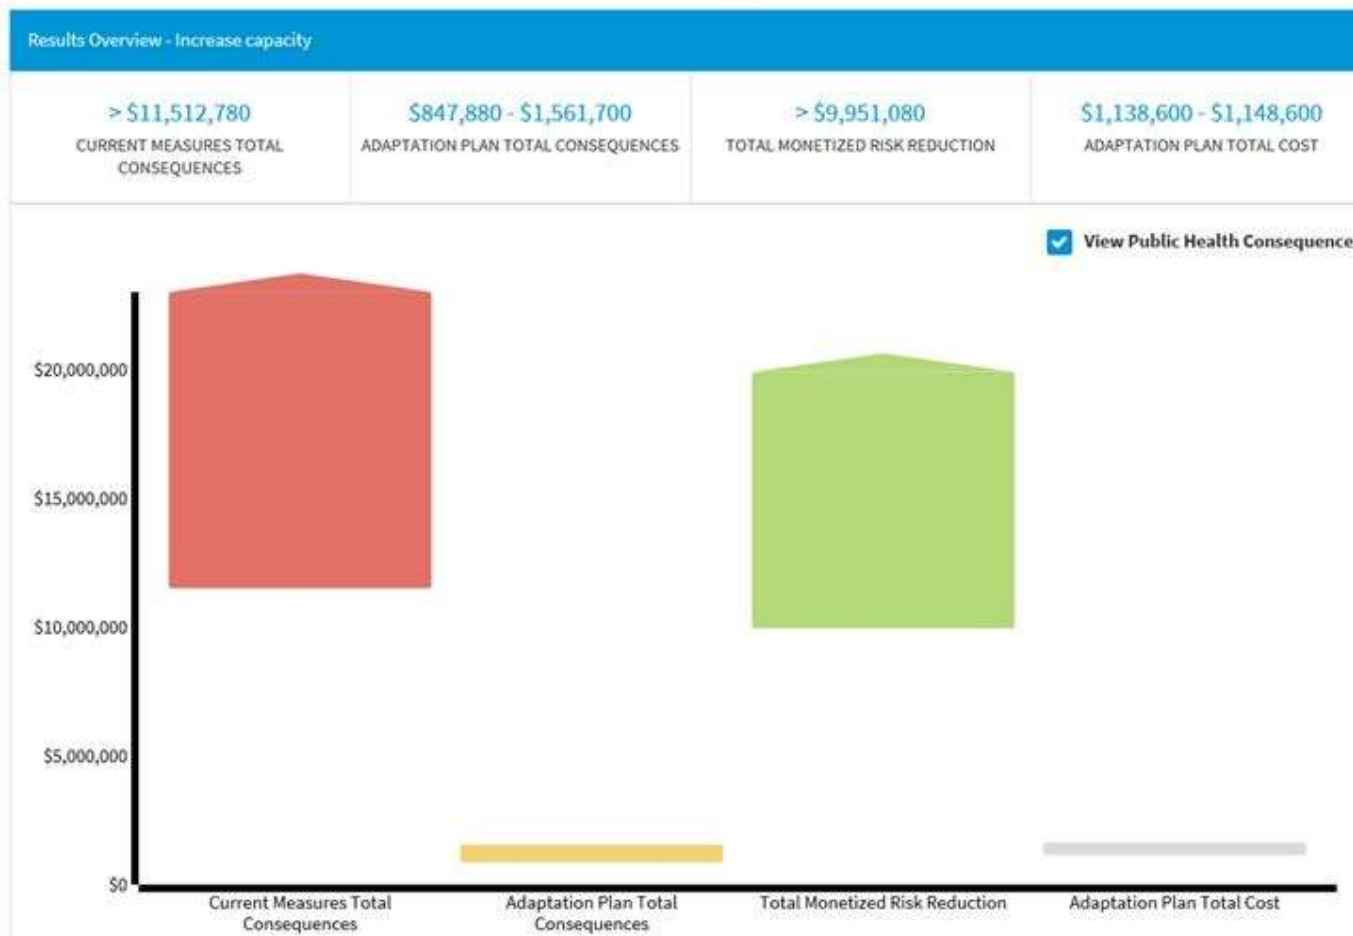 Results Overview - Increase capacity
> $11,512,780
CURRENT MEASURES TOTAL
CONSEQUENCES
$847,880 - $1,561,700
ADAPTATION PLAN TOTAL CONSEQUENCES
> $9,951,080
TOTAL MONETIZED RISK REDUCTION
$1,138,600 - $1,148,600
ADAPTATION PLAN TOTAL COST
View Public Health Consequence
$20,000,000
$15,000,000
$10,000,000
$5,000,000
$0
Current Measures Total
Consequences
Adaptation Plan Total
Consequences
Total Monetized Risk Reduction
Adaptation Plan Total Cost